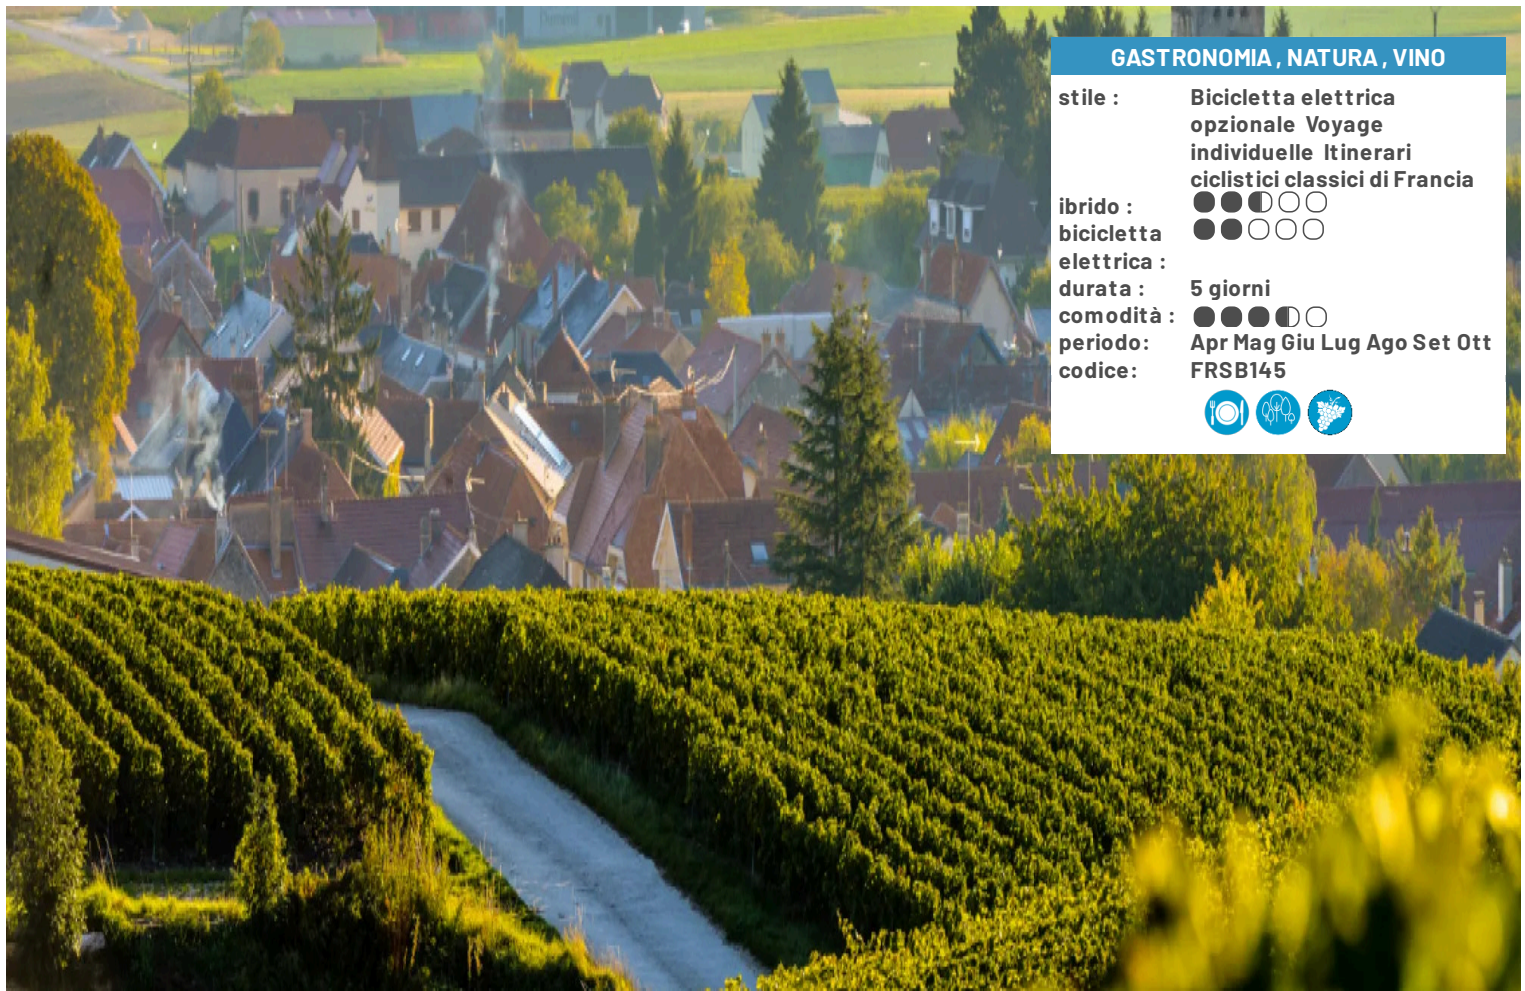 GASTRONOMIA , NATURA , VINO
stile : Bicicletta elettrica
opzionale Voyage
individuelle Itinerari
ciclistici classici di Francia
ibrido :
bicicletta
elettrica :
durata : 5 giorni
comodità :
periodo: Apr Mag Giu Lug Ago Set Ott
codice: FRSB145